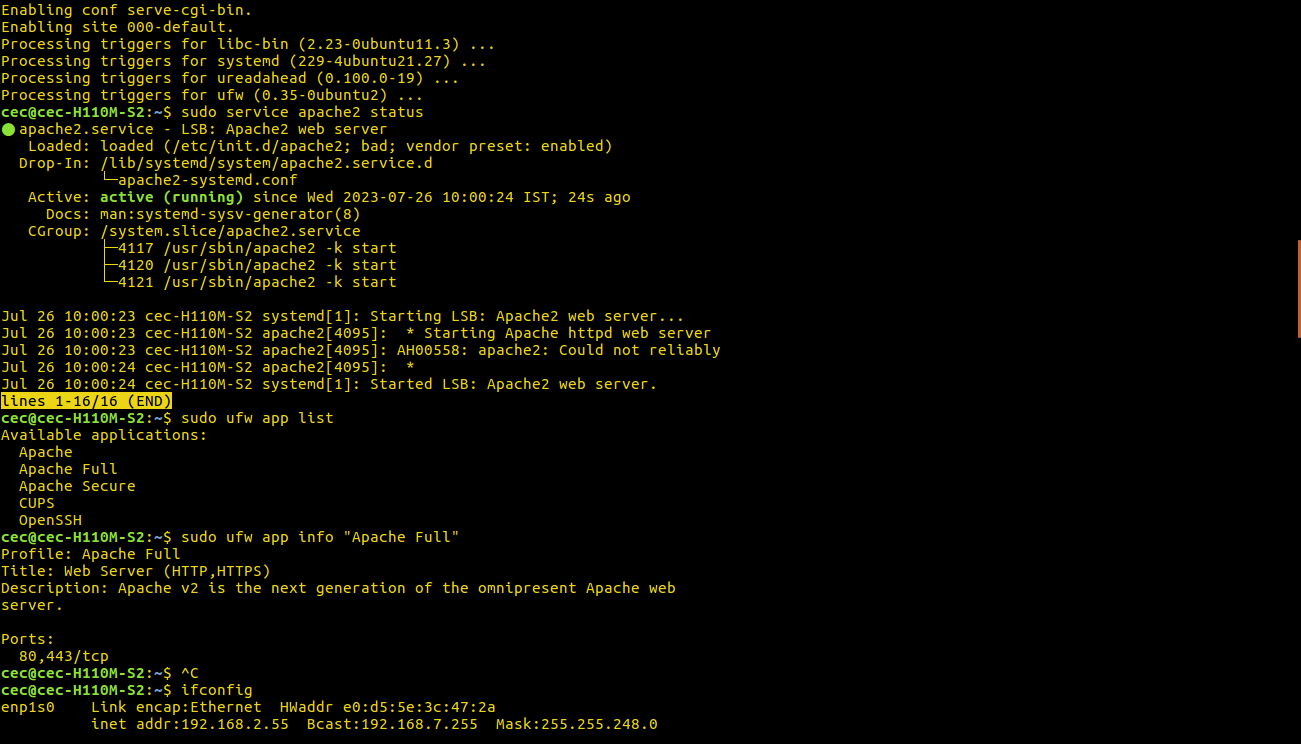 Enabling conf serve-cgi-bin.
Enabling site 000-default.
Processing triggers for libc-bin (2.23-0ubuntu11.3) ...
Processing triggers for systemd (229-4ubuntu21.27) ...
Processing triggers for ureadahead (0.100.0-19) ...
Processing triggers for ufw (0.35-0ubuntu2) ...
cec@cec-H110M-S2:~$ sudo service apache2 status
● apache2.service - LSB: Apache2 web server
   Loaded: loaded (/etc/init.d/apache2; bad; vendor preset: enabled)
  Drop-In: /lib/systemd/system/apache2.service.d
           └─apache2-systemd.conf
   Active: active (running) since Wed 2023-07-26 10:00:24 IST; 24s ago
     Docs: man:systemd-sysv-generator(8)
   CGroup: /system.slice/apache2.service
           ├─4117 /usr/sbin/apache2 -k start
           ├─4120 /usr/sbin/apache2 -k start
           └─4121 /usr/sbin/apache2 -k start

Jul 26 10:00:23 cec-H110M-S2 systemd[1]: Starting LSB: Apache2 web server...
Jul 26 10:00:23 cec-H110M-S2 apache2[4095]:  * Starting Apache httpd web server
Jul 26 10:00:23 cec-H110M-S2 apache2[4095]: AH00558: apache2: Could not reliably
Jul 26 10:00:24 cec-H110M-S2 apache2[4095]:  *
Jul 26 10:00:24 cec-H110M-S2 systemd[1]: Started LSB: Apache2 web server.
lines 1-16/16 (END)
cec@cec-H110M-S2:~$ sudo ufw app list
Available applications:
  Apache
  Apache Full
  Apache Secure
  CUPS
  OpenSSH
cec@cec-H110M-S2:~$ sudo ufw app info "Apache Full"
Profile: Apache Full
Title: Web Server (HTTP,HTTPS)
Description: Apache v2 is the next generation of the omnipresent Apache web
server.

Ports:
  80,443/tcp
cec@cec-H110M-S2:~$ ^C
cec@cec-H110M-S2:~$ ifconfig
enp1s0    Link encap:Ethernet  HWaddr e0:d5:5e:3c:47:2a
          inet addr:192.168.2.55  Bcast:192.168.7.255  Mask:255.255.248.0